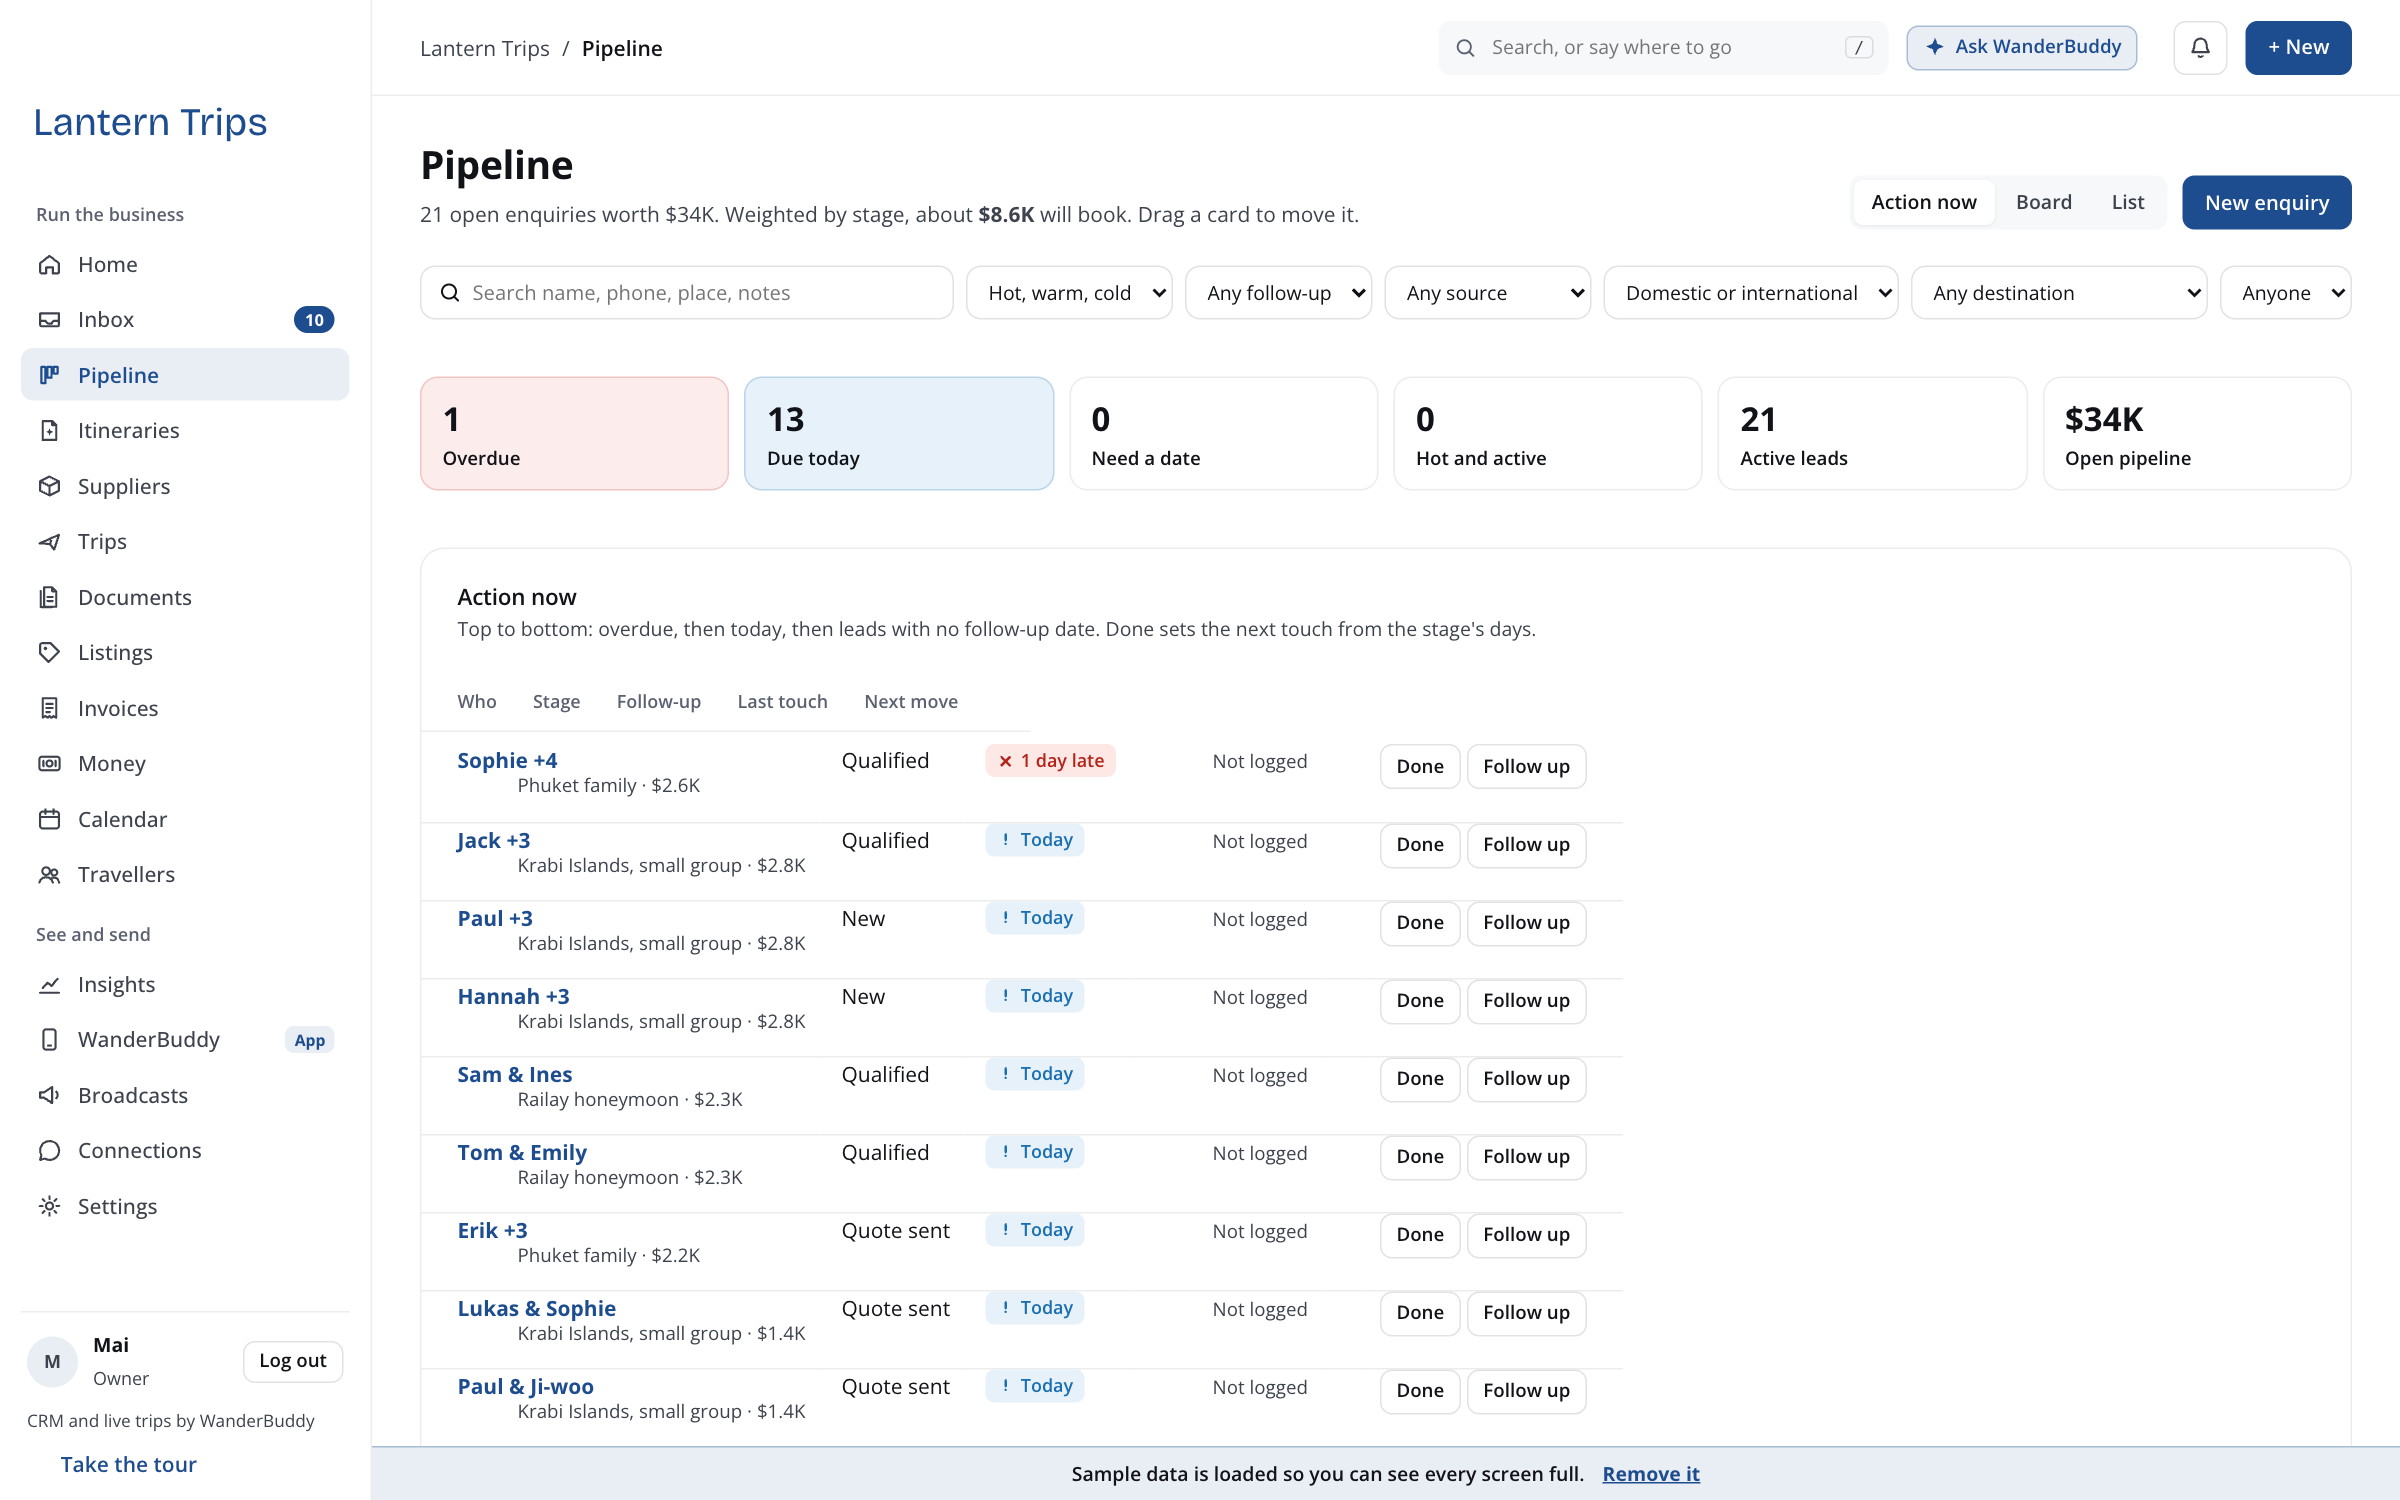 Lantern Trips / Pipeline
Search, or say where to go
/
Ask WanderBuddy
+ New
Lantern Trips
Run the business
Home
Inbox 10
Pipeline
Itineraries
Suppliers
Trips
Documents
Listings
Invoices
Money
Calendar
Travellers
See and send
Insights
WanderBuddy App
Broadcasts
Connections
Settings
M
Mai
Owner
Log out
CRM and live trips by WanderBuddy
Take the tour
Pipeline
21 open enquiries worth $34K. Weighted by stage, about $8.6K will book. Drag a card to move it.
Action now Board List
New enquiry
Search name, phone, place, notes
Hot, warm, cold
Any follow-up
Any source
Domestic or international
Any destination
Anyone
1
Overdue
13
Due today
0
Need a date
0
Hot and active
21
Active leads
$34K
Open pipeline
Action now
Top to bottom: overdue, then today, then leads with no follow-up date. Done sets the next touch from the stage's days.
Who Stage Follow-up Last touch Next move
Sophie +4 Qualified 1 day late Not logged Done Follow up
Phuket family · $2.6K
Jack +3 Qualified ! Today Not logged Done Follow up
Krabi Islands, small group · $2.8K
Paul +3 New ! Today Not logged Done Follow up
Krabi Islands, small group · $2.8K
Hannah +3 New ! Today Not logged Done Follow up
Krabi Islands, small group · $2.8K
Sam & Ines Qualified ! Today Not logged Done Follow up
Railay honeymoon · $2.3K
Tom & Emily Qualified ! Today Not logged Done Follow up
Railay honeymoon · $2.3K
Erik +3 Quote sent ! Today Not logged Done Follow up
Phuket family · $2.2K
Lukas & Sophie Quote sent ! Today Not logged Done Follow up
Krabi Islands, small group · $1.4K
Paul & Ji-woo Quote sent ! Today Not logged Done Follow up
Krabi Islands, small group · $1.4K
Sample data is loaded so you can see every screen full. Remove it